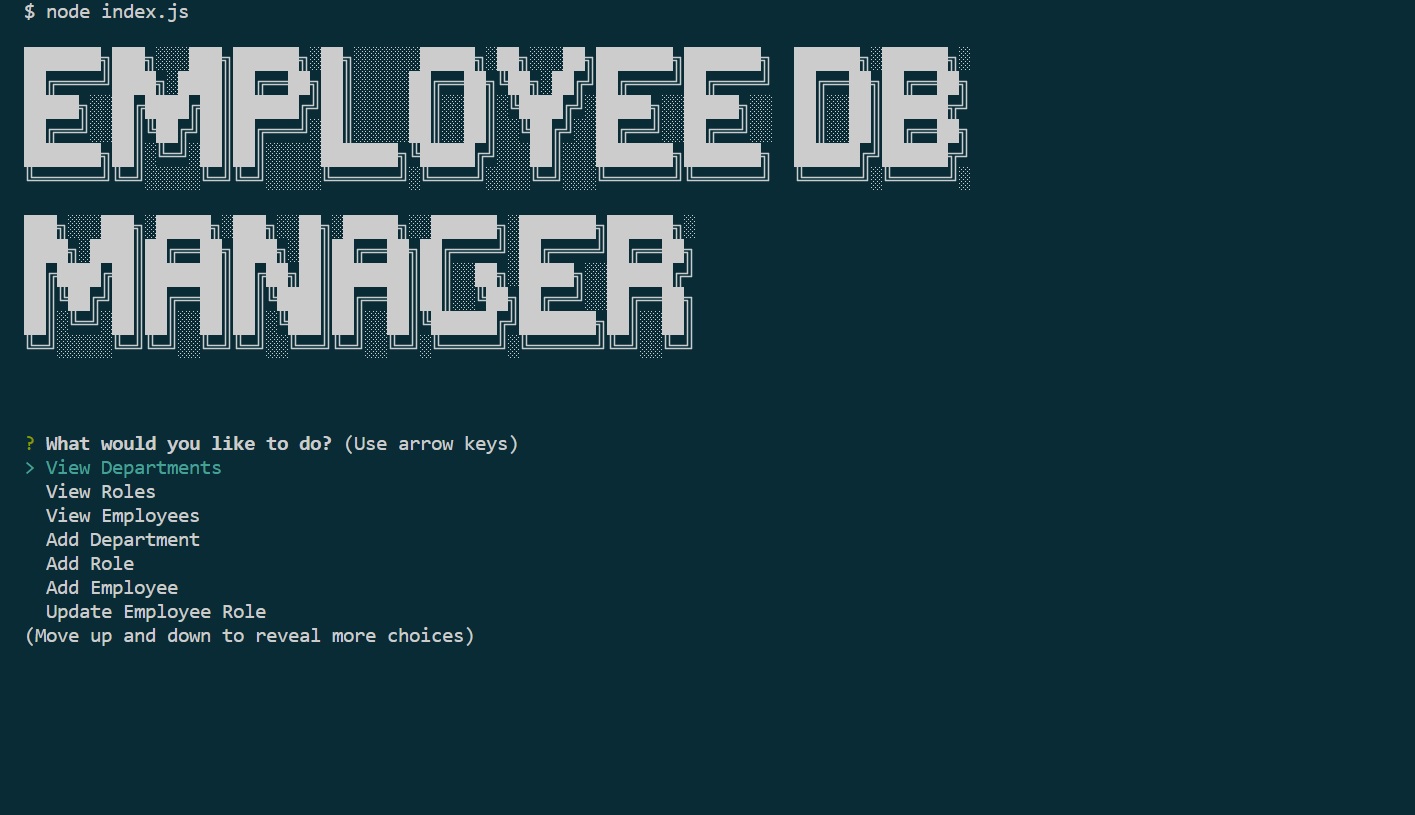 $ node index.js
EMPLOYEE DB
MANAGER
? What would you like to do? (Use arrow keys)
> View Departments
View Roles
View Employees
Add Department
Add Role
Add Employee
Update Employee Role
(Move up and down to reveal more choices)